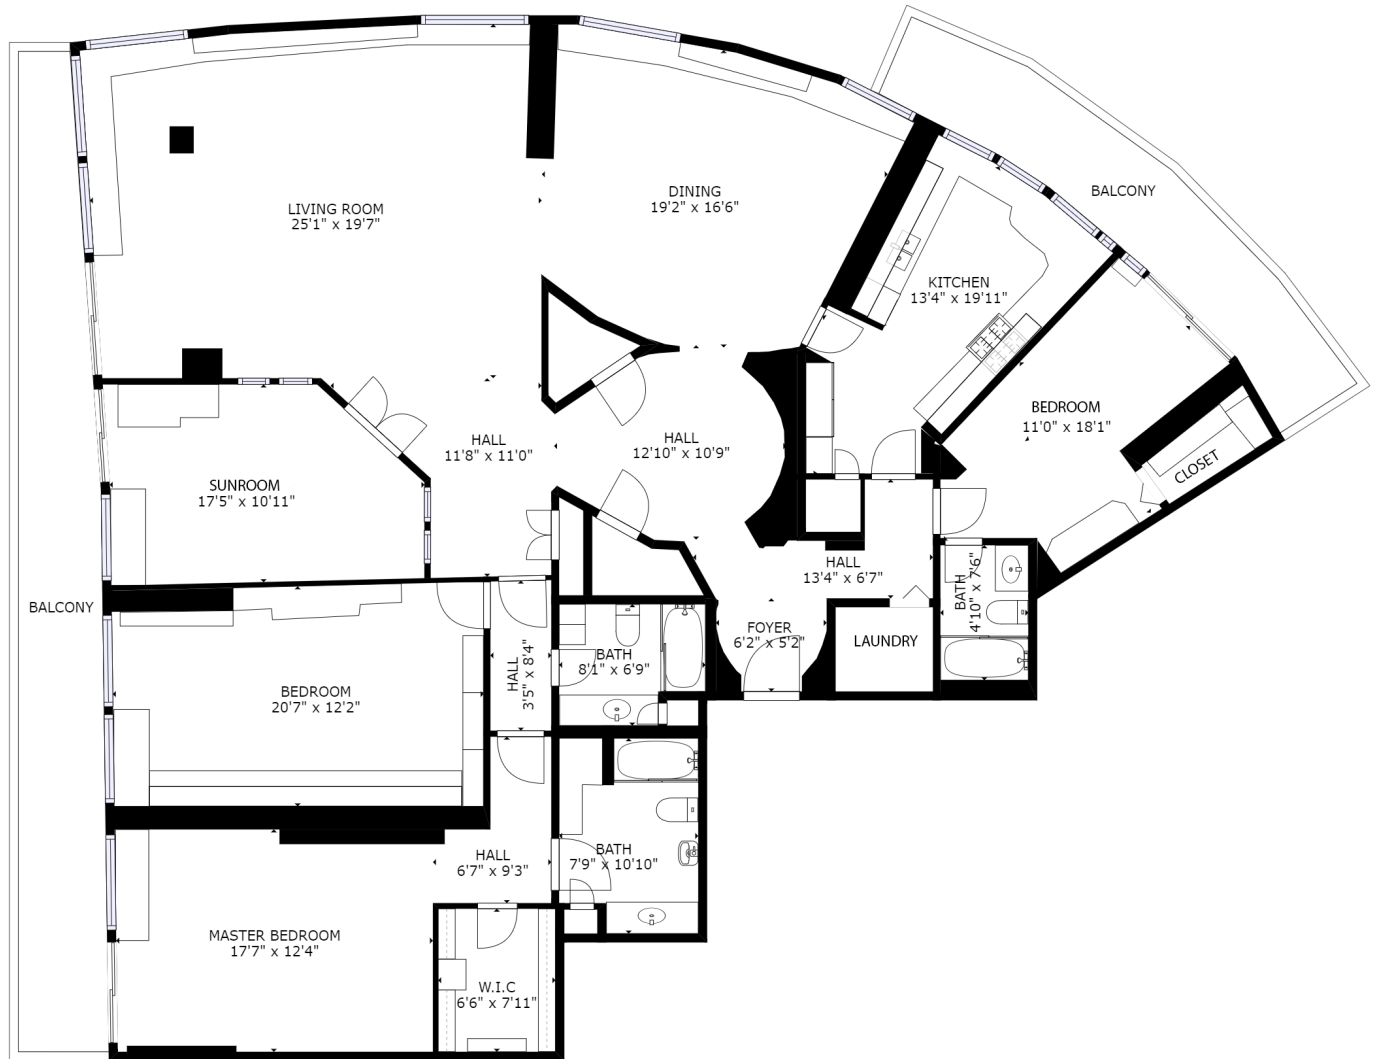 BALCONY
DINING
19'2" x 16'6"
LIVING ROOM
25'1" x 19'7"
KITCHEN
13'4" x 19'11"
BEDROOM
11'0" x 18'1"
HALL
11'8" x 11'0"
HALL
12'10" x 10'9"
CLOSET
SUNROOM
17'5" x 10'11"
HALL
13'4" x 6'7"
BATH
4'10" x 7'6"
BALCONY
FOYER
6'2" x 5'2"
LAUNDRY
BATH
8'1" x 6'9"
HALL
3'5" x 8'4"
BEDROOM
20'7" x 12'2"
HALL
6'7" x 9'3"
BATH
7'9" x 10'10"
MASTER BEDROOM
17'7" x 12'4"
W.I.C
6'6" x 7'11"